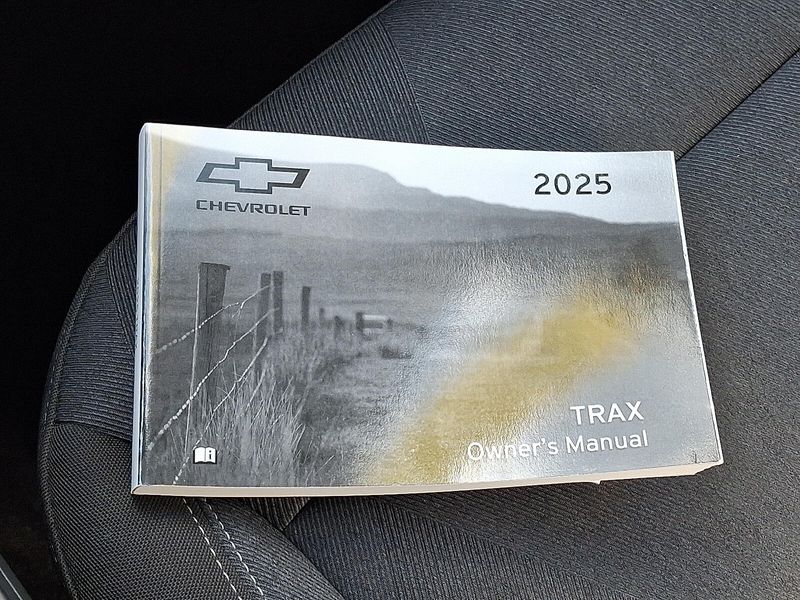 CHEVROLET
2025
TRAX
Owner's Manual